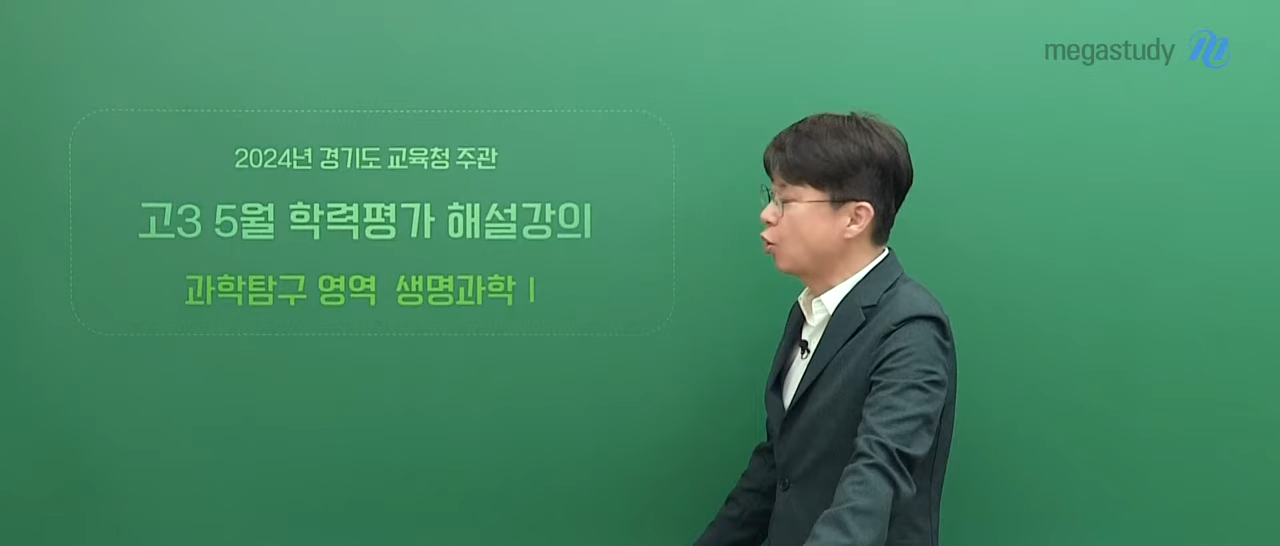 megastudy
2024년 경기도 교육청 주관
고3 5월 학력평가 해설강의
과학탐구 영역 생명과학Ⅰ